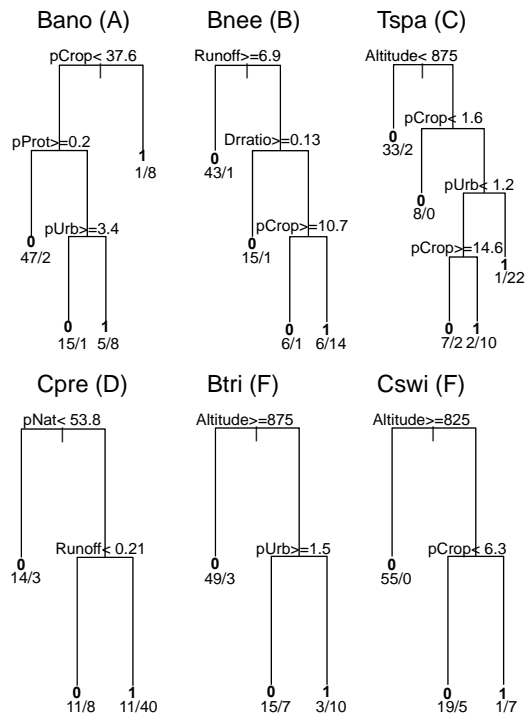 Bano (A)
pCrop< 37.6
pProt>=0.2
1
1/8
0
47/2
pUrb>=3.4
0
15/1
1
5/8
Bnee (B)
Runoff>=6.9
0
43/1
Drratio>=0.13
0
15/1
pCrop>=10.7
0
6/1
1
6/14
Tspa (C)
Altitude< 875
0
33/2
pCrop< 1.6
0
8/0
pUrb< 1.2
pCrop>=14.6
1
1/22
0
7/2
1
2/10
Cpre (D)
pNat< 53.8
0
14/3
Runoff< 0.21
0
11/8
1
11/40
Btri (F)
Altitude>=875
0
49/3
pUrb>=1.5
0
15/7
1
3/10
Cswi (F)
Altitude>=825
0
55/0
pCrop< 6.3
0
19/5
1
1/7